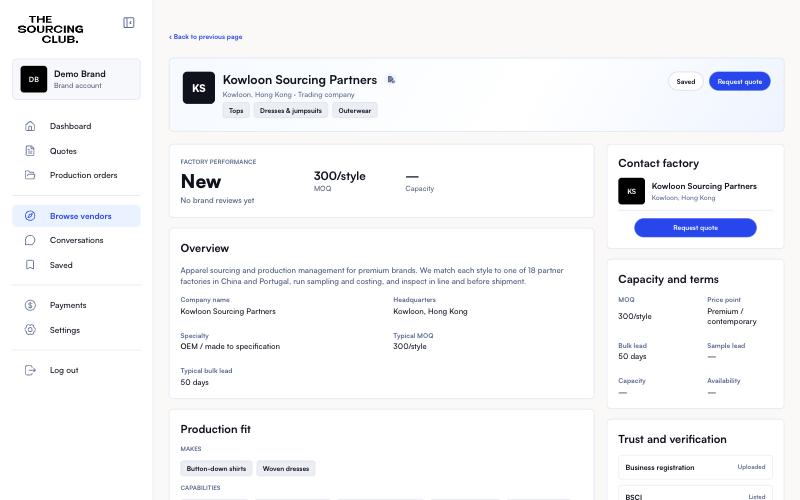 THE
SOURCING
CLUB.
DB
Demo Brand
Brand account
Dashboard
Quotes
Production orders
Browse vendors
Conversations
Saved
Payments
Settings
Log out
‹ Back to previous page
KS
Kowloon Sourcing Partners
Kowloon, Hong Kong · Trading company
Tops
Dresses & jumpsuits
Outerwear
Saved
Request quote
FACTORY PERFORMANCE
New
No brand reviews yet
300/style
MOQ
—
Capacity
Overview
Apparel sourcing and production management for premium brands. We match each style to one of 18 partner
factories in China and Portugal, run sampling and costing, and inspect in line and before shipment.
Company name
Kowloon Sourcing Partners
Headquarters
Kowloon, Hong Kong
Specialty
OEM / made to specification
Typical MOQ
300/style
Typical bulk lead
50 days
Production fit
MAKES
Button-down shirts
Woven dresses
CAPABILITIES
Contact factory
KS
Kowloon Sourcing Partners
Kowloon, Hong Kong
Request quote
Capacity and terms
MOQ
300/style
Price point
Premium /
contemporary
Bulk lead
50 days
Sample lead
—
Capacity
—
Availability
—
Trust and verification
Business registration
Uploaded
BSCI
Listed